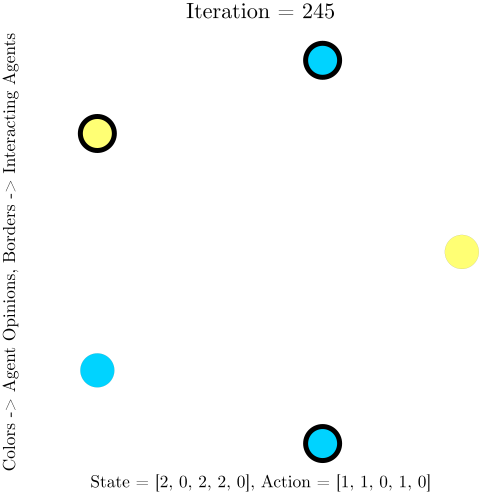 Iteration = 245
Colors -> Agent Opinions, Borders -> Interacting Agents
State = [2, 0, 2, 2, 0], Action = [1, 1, 0, 1, 0]